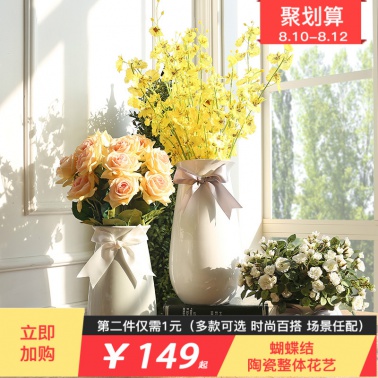 聚划算
8.10-8.12
第二件仅需1元（多款可选 时尚百搭 场景任配）
立即
加购
￥149起
蝴蝶结
陶瓷整体花艺